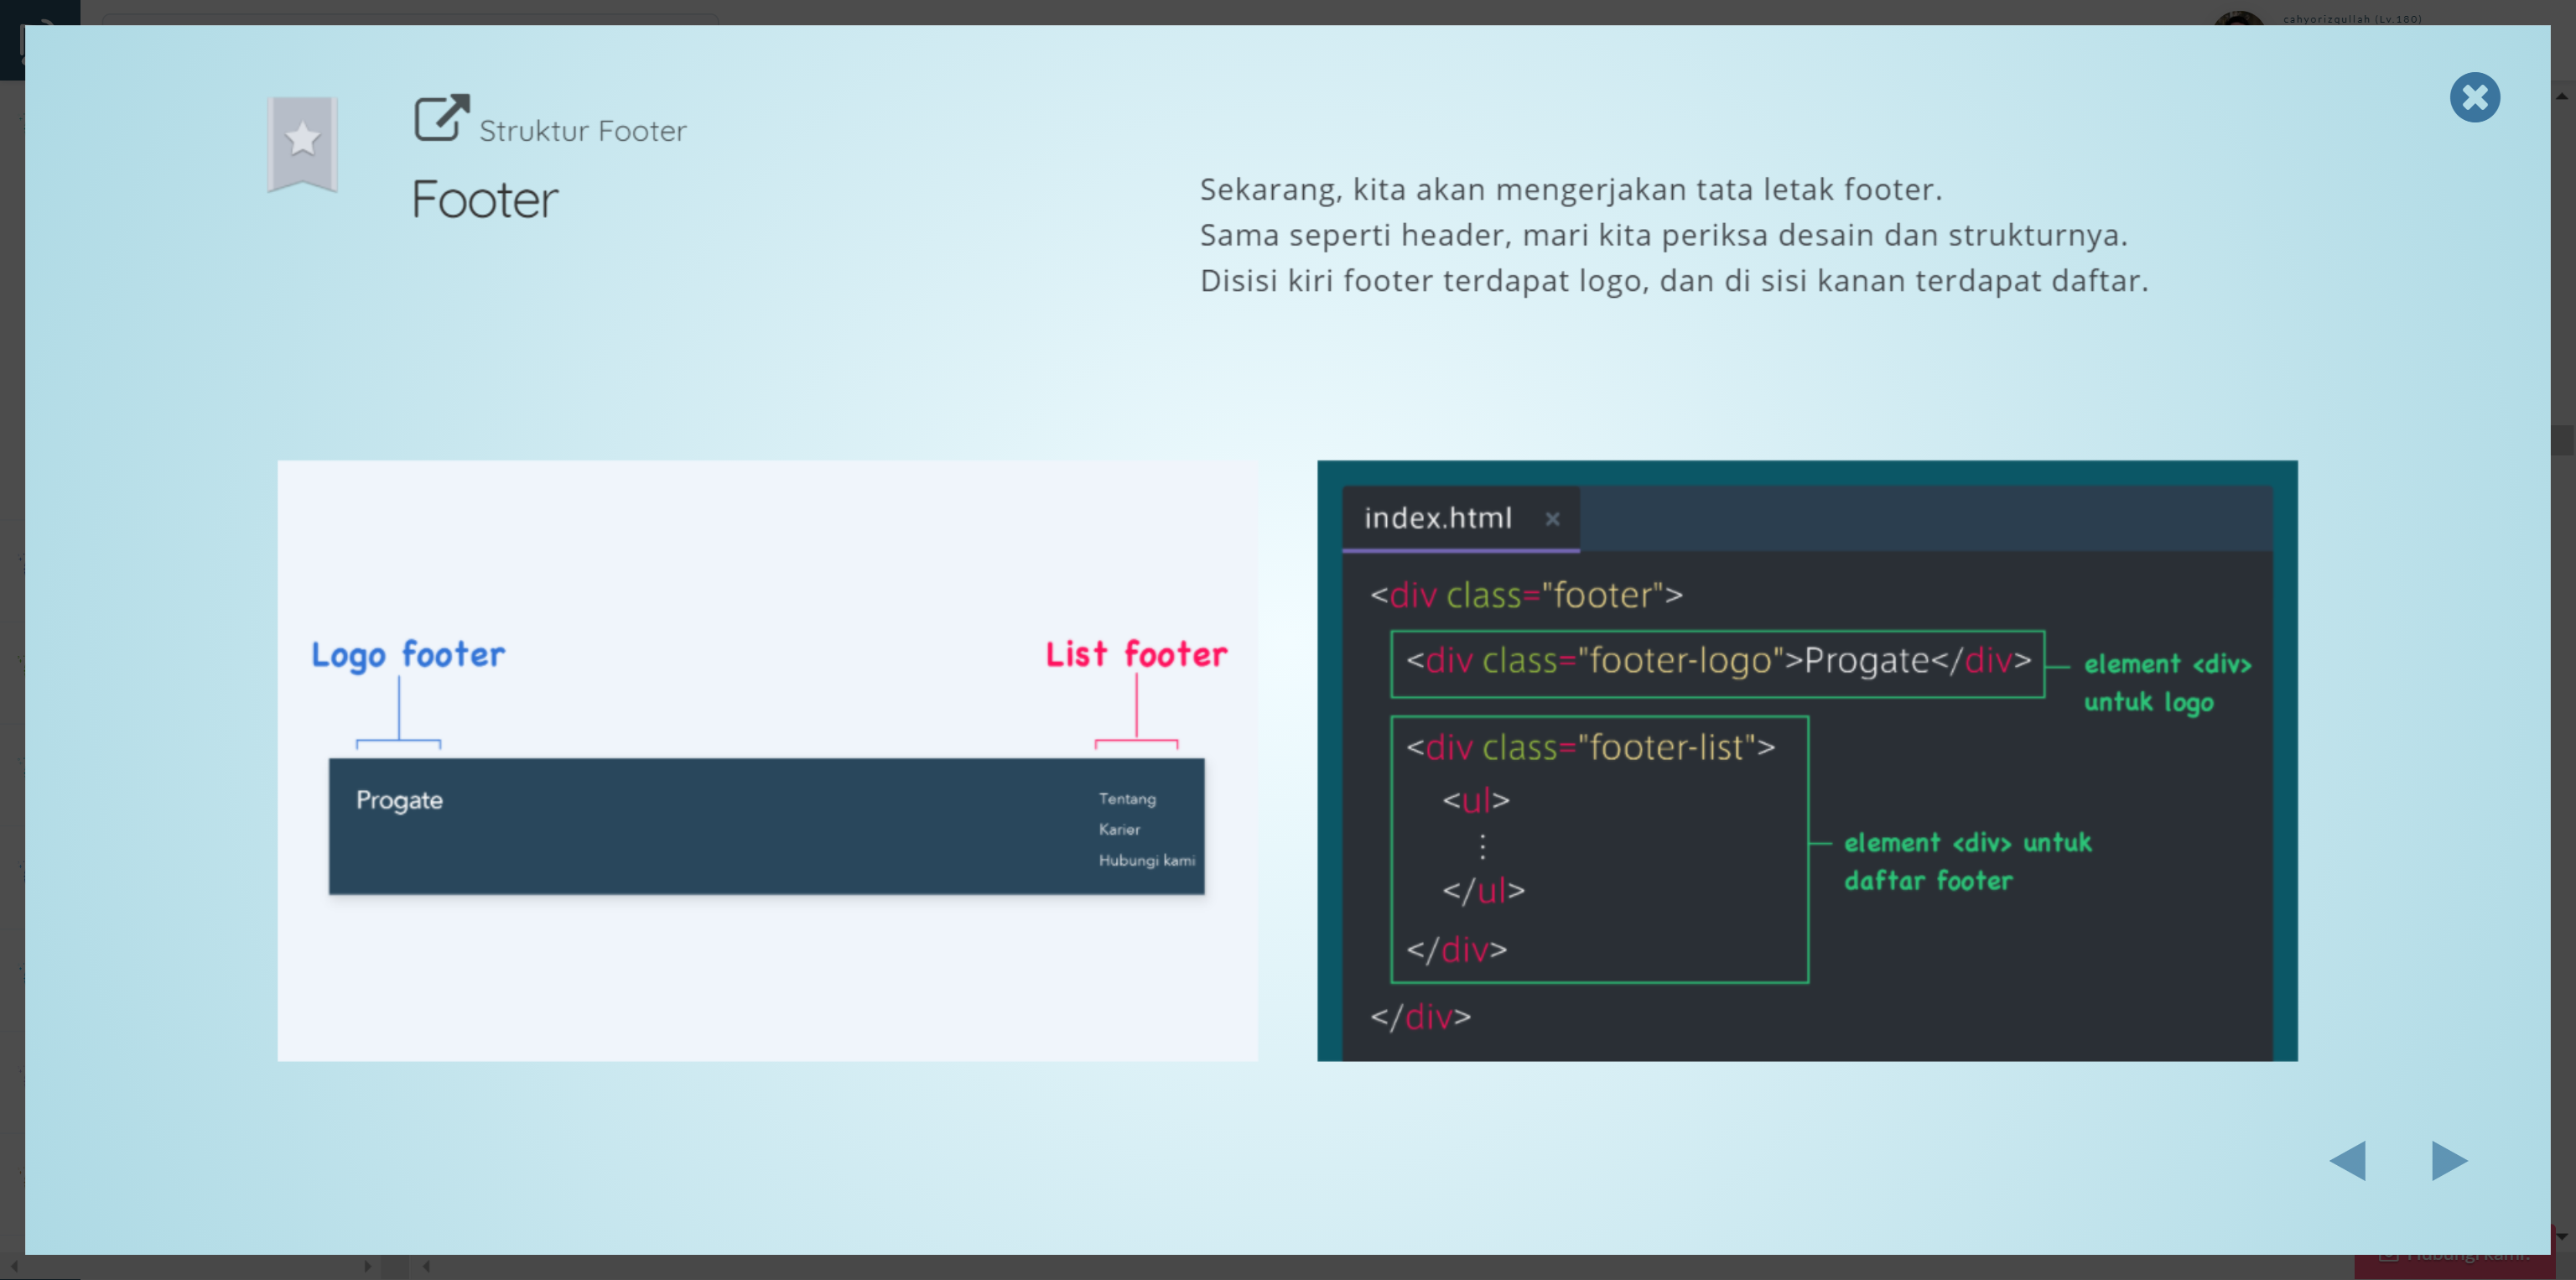 cahyorizqullah (Lv.180)
Struktur Footer
Footer
Sekarang, kita akan mengerjakan tata letak footer.
Sama seperti header, mari kita periksa desain dan strukturnya.
Disisi kiri footer terdapat logo, dan di sisi kanan terdapat daftar.
Logo footer
List footer
Progate
Tentang
Karier
Hubungi kami
index.html ×
<div class="footer">
<div class="footer-logo">Progate</div>
element <div>
untuk logo
<div class="footer-list">
<ul>
⋮
</ul>
</div>
element <div> untuk
daftar footer
</div>
Hubungi kami.